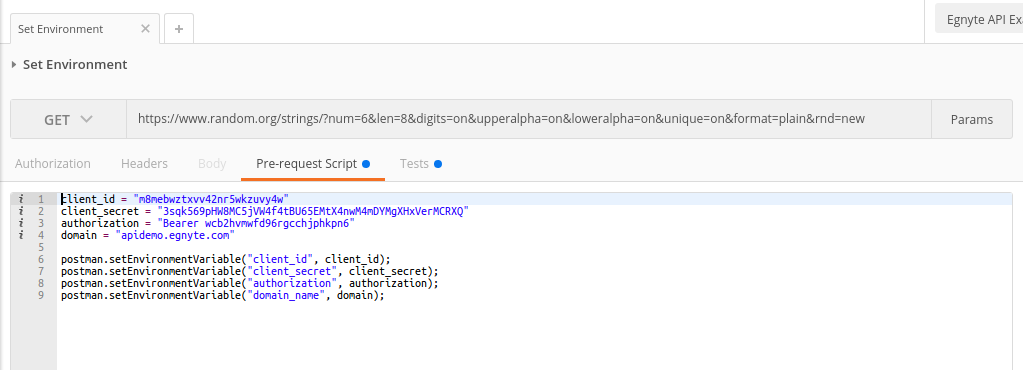 Set Environment
Egnyte API Ex
Set Environment
GET
https://www.random.org/strings/?num=6&len=8&digits=on&upperalpha=on&loweralpha=on&unique=on&format=plain&rnd=new
Params
Authorization Headers Body Pre-request Script Tests
i 1 client_id = "m8mebwztxvv42nr5wkzuvy4w"
i 2 client_secret = "3sqk569pHW8MC5jVW4f4tBU65EMtX4nwM4mDYMgXHxVerMCRXQ"
i 3 authorization = "Bearer wcb2hvmwfd96rgcchjphkpn6"
i 4 domain = "apidemo.egnyte.com"
5
6 postman.setEnvironmentVariable("client_id", client_id);
7 postman.setEnvironmentVariable("client_secret", client_secret);
8 postman.setEnvironmentVariable("authorization", authorization);
9 postman.setEnvironmentVariable("domain_name", domain);